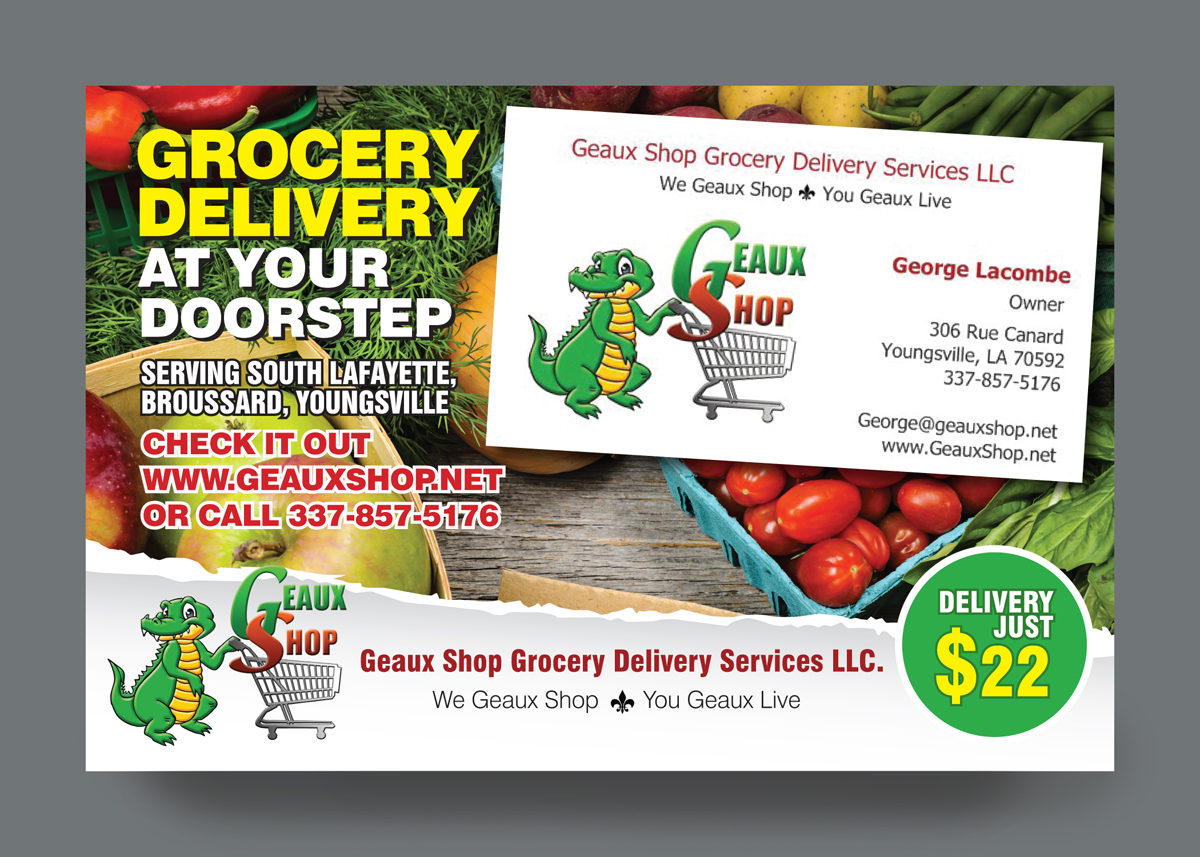 GROCERY
DELIVERY
AT YOUR
DOORSTEP
SERVING SOUTH LAFAYETTE,
BROUSSARD, YOUNGSVILLE
CHECK IT OUT
WWW.GEAUXSHOP.NET
OR CALL 337-857-5176
Geaux Shop Grocery Delivery Services LLC
We Geaux Shop ⚜ You Geaux Live
GEAUX
SHOP
George Lacombe
Owner
306 Rue Canard
Youngsville, LA 70592
337-857-5176
George@geauxshop.net
www.GeauxShop.net
GEAUX
SHOP
Geaux Shop Grocery Delivery Services LLC.
We Geaux Shop ⚜ You Geaux Live
DELIVERY
JUST
$22